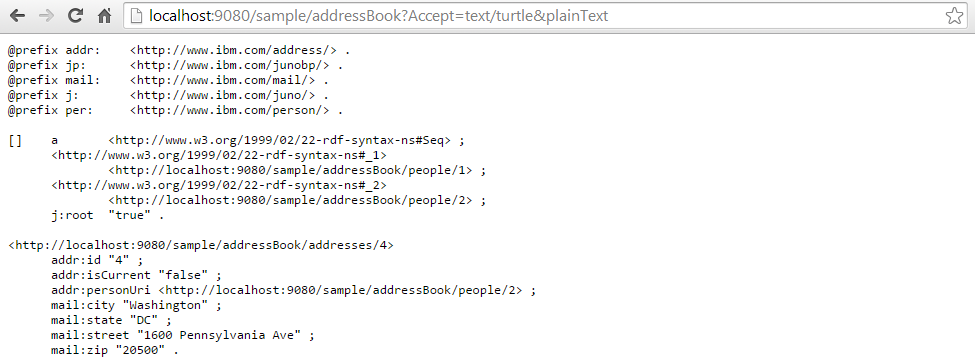 localhost:9080/sample/addressBook?Accept=text/turtle&plainText
@prefix addr:    <http://www.ibm.com/address/> .
@prefix jp:      <http://www.ibm.com/junobp/> .
@prefix mail:    <http://www.ibm.com/mail/> .
@prefix j:       <http://www.ibm.com/juno/> .
@prefix per:     <http://www.ibm.com/person/> .
[]    a       <http://www.w3.org/1999/02/22-rdf-syntax-ns#Seq> ;
      <http://www.w3.org/1999/02/22-rdf-syntax-ns#_1>
              <http://localhost:9080/sample/addressBook/people/1> ;
      <http://www.w3.org/1999/02/22-rdf-syntax-ns#_2>
              <http://localhost:9080/sample/addressBook/people/2> ;
      j:root  "true" .
<http://localhost:9080/sample/addressBook/addresses/4>
      addr:id "4" ;
      addr:isCurrent "false" ;
      addr:personUri <http://localhost:9080/sample/addressBook/people/2> ;
      mail:city "Washington" ;
      mail:state "DC" ;
      mail:street "1600 Pennsylvania Ave" ;
      mail:zip "20500" .